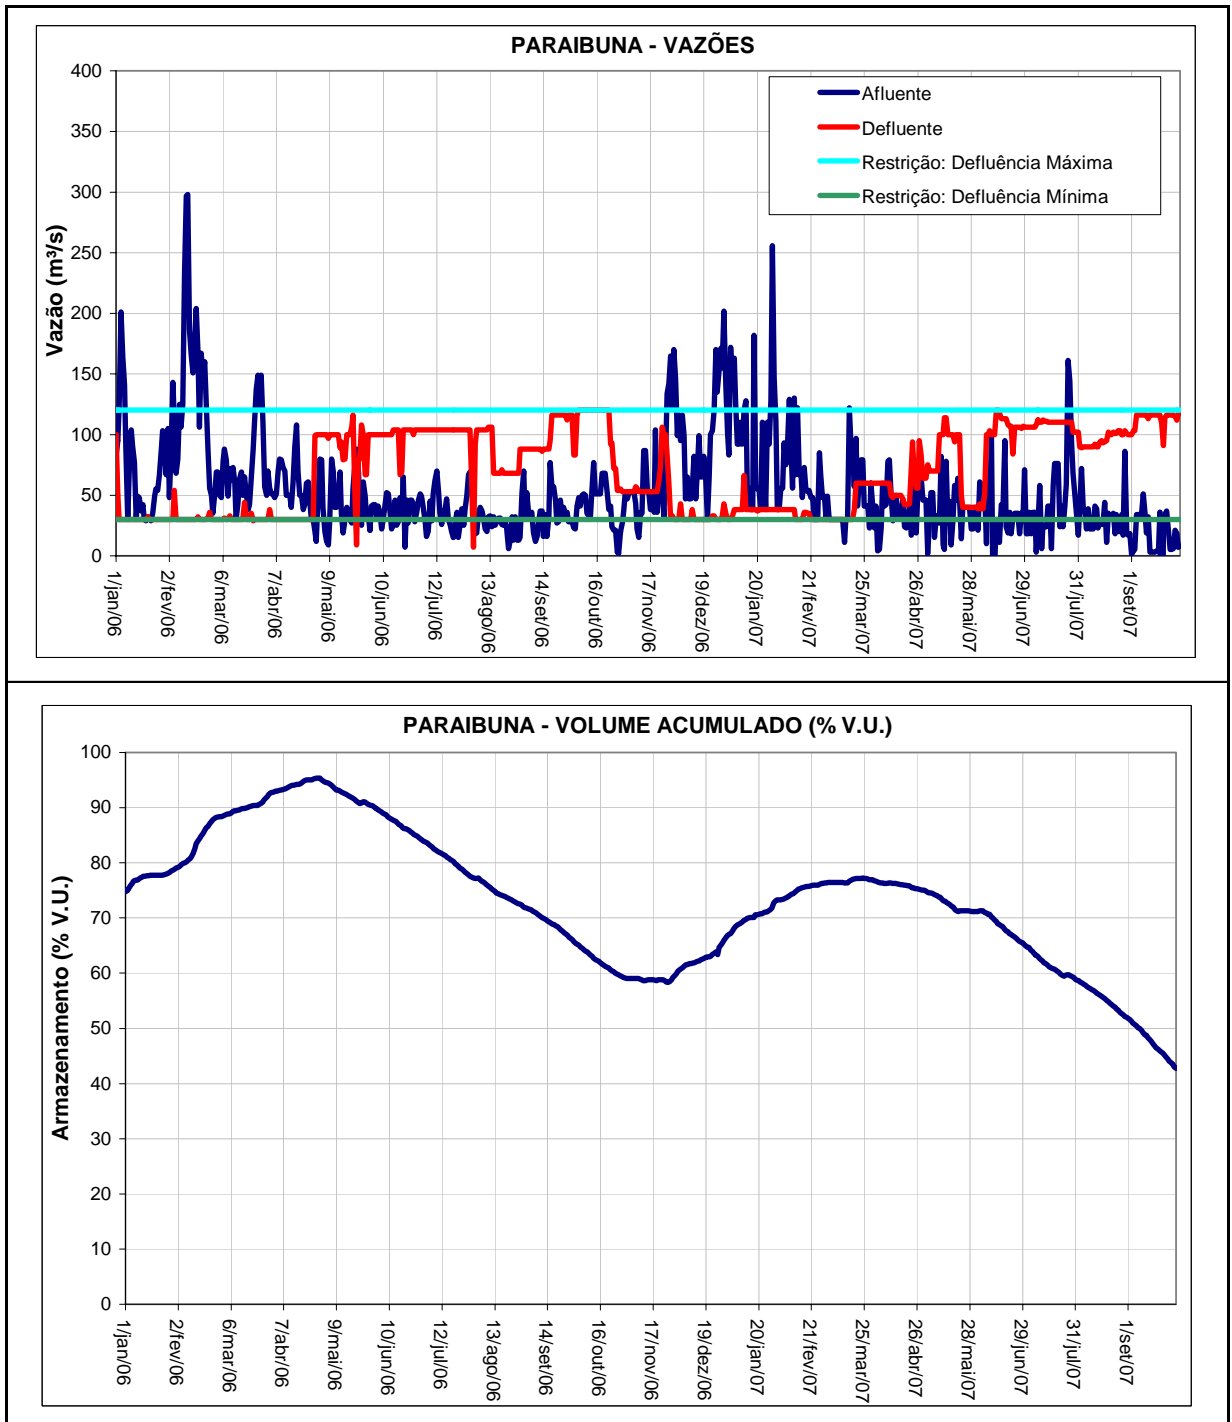 PARAIBUNA - VAZÕES
Vazão (m³/s)
400
350
300
250
200
150
100
50
0
Afluente
Defluente
Restrição: Defluência Máxima
Restrição: Defluência Mínima
1/jan/06
2/fev/06
6/mar/06
7/abr/06
9/mai/06
10/jun/06
12/jul/06
13/ago/06
14/set/06
16/out/06
17/nov/06
19/dez/06
20/jan/07
21/fev/07
25/mar/07
26/abr/07
28/mai/07
29/jun/07
31/jul/07
1/set/07
PARAIBUNA - VOLUME ACUMULADO (% V.U.)
Armazenamento (% V.U.)
100
90
80
70
60
50
40
30
20
10
0
1/jan/06
2/fev/06
6/mar/06
7/abr/06
9/mai/06
10/jun/06
12/jul/06
13/ago/06
14/set/06
16/out/06
17/nov/06
19/dez/06
20/jan/07
21/fev/07
25/mar/07
26/abr/07
28/mai/07
29/jun/07
31/jul/07
1/set/07